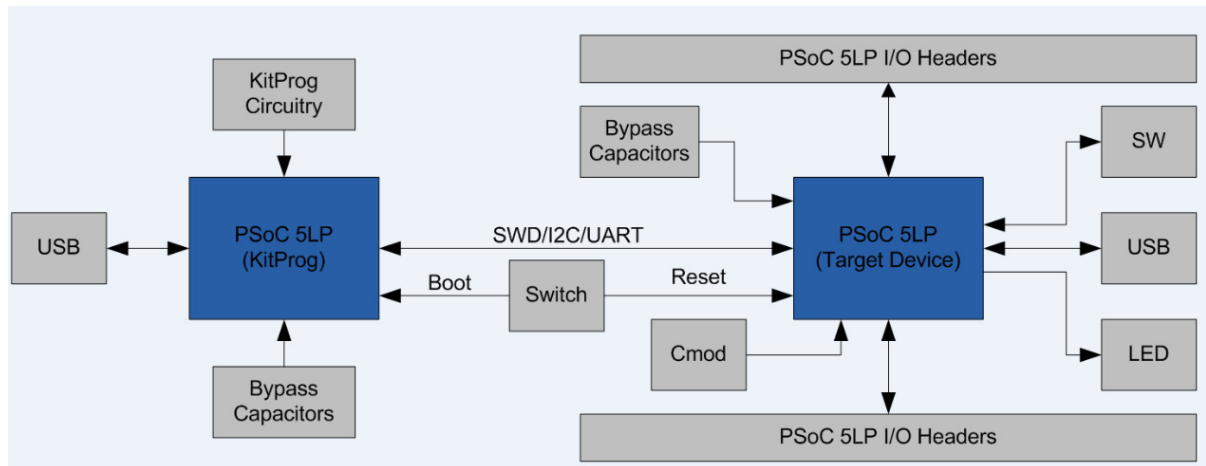 PSoC 5LP I/O Headers
KitProg
Circuitry
Bypass
Capacitors
SW
USB
PSoC 5LP
(KitProg)
SWD/I2C/UART
PSoC 5LP
(Target Device)
USB
Boot
Switch
Reset
Cmod
LED
Bypass
Capacitors
PSoC 5LP I/O Headers